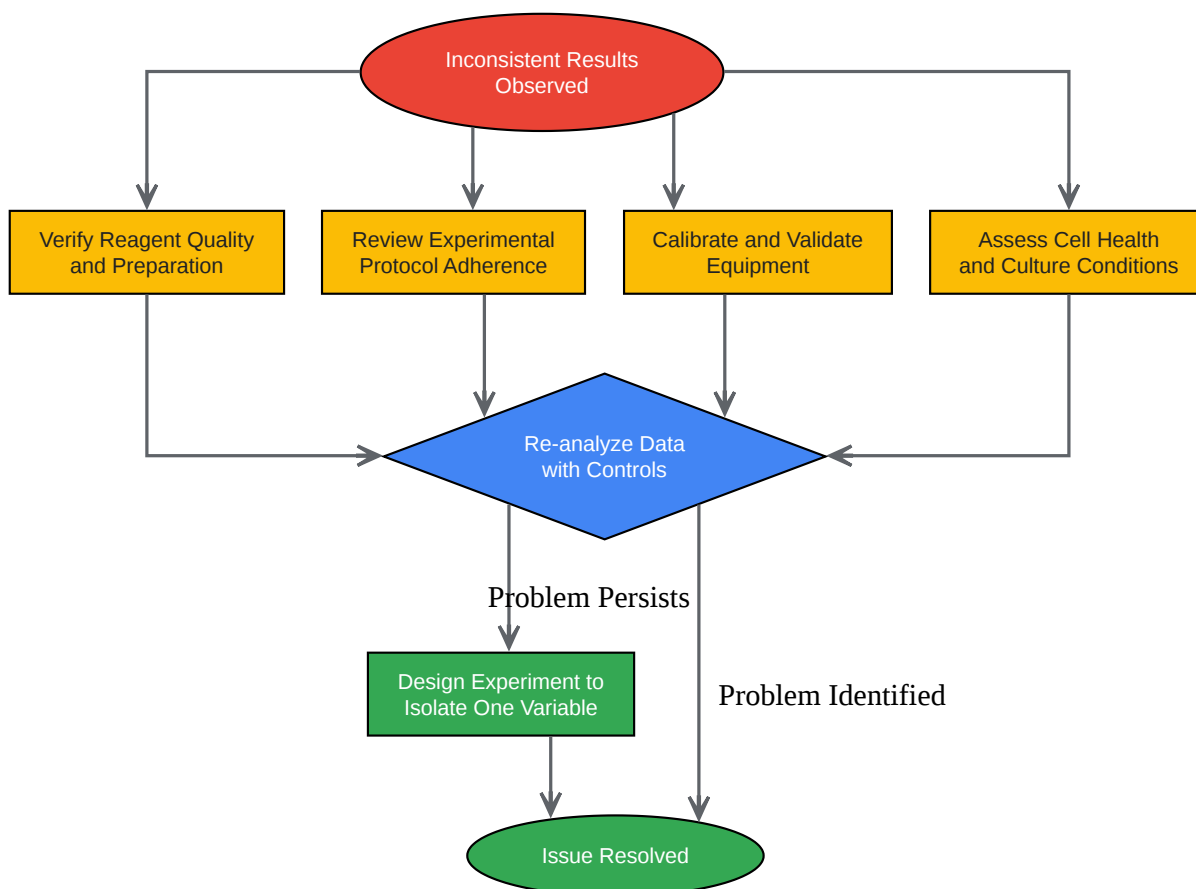 Inconsistent Results
Observed
Verify Reagent Quality
and Preparation
Review Experimental
Protocol Adherence
Calibrate and Validate
Equipment
Assess Cell Health
and Culture Conditions
Re-analyze Data
with Controls
Problem Persists
Design Experiment to
Isolate One Variable
Problem Identified
Issue Resolved